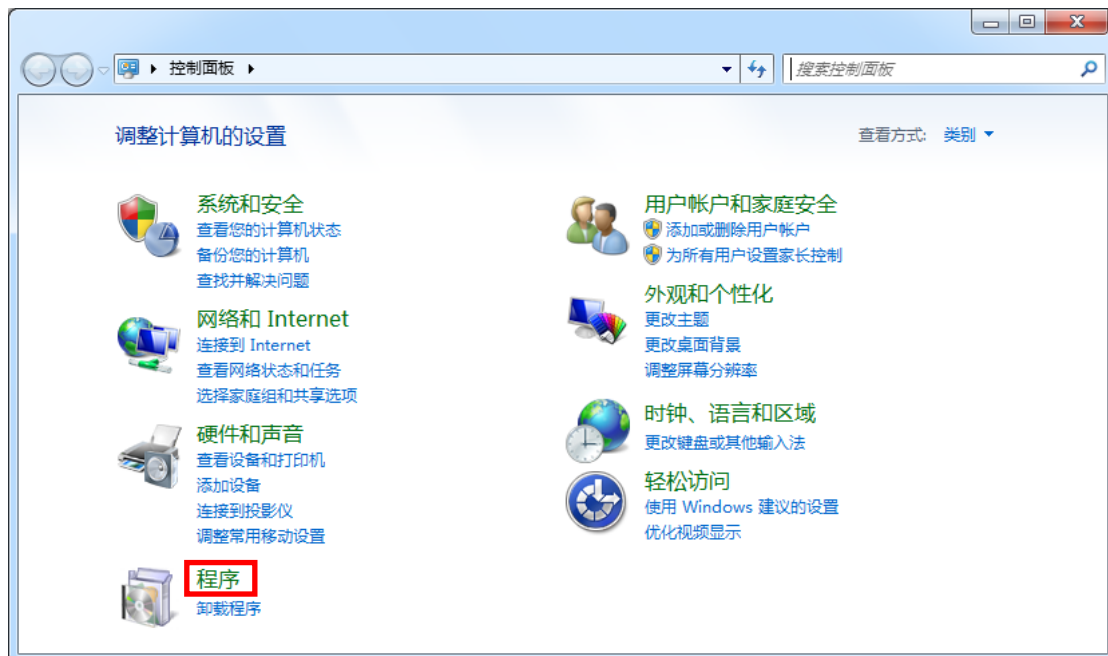 控制面板
搜索控制面板
调整计算机的设置
查看方式: 类别
系统和安全
查看您的计算机状态
备份您的计算机
查找并解决问题
网络和 Internet
连接到 Internet
查看网络状态和任务
选择家庭组和共享选项
硬件和声音
查看设备和打印机
添加设备
连接到投影仪
调整常用移动设置
程序
卸载程序
用户帐户和家庭安全
添加或删除用户帐户
为所有用户设置家长控制
外观和个性化
更改主题
更改桌面背景
调整屏幕分辨率
时钟、语言和区域
更改键盘或其他输入法
轻松访问
使用 Windows 建议的设置
优化视频显示